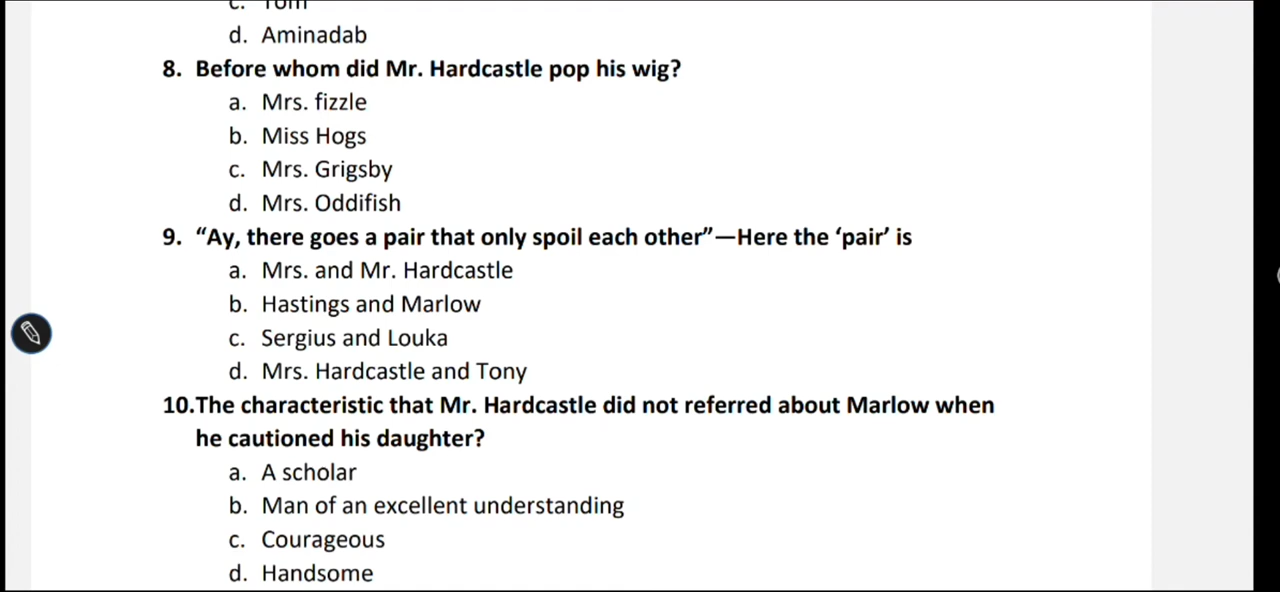 c. Tom
d. Aminadab
8. Before whom did Mr. Hardcastle pop his wig?
a. Mrs. fizzle
b. Miss Hogs
c. Mrs. Grigsby
d. Mrs. Oddifish
9. “Ay, there goes a pair that only spoil each other”—Here the ‘pair’ is
a. Mrs. and Mr. Hardcastle
b. Hastings and Marlow
c. Sergius and Louka
d. Mrs. Hardcastle and Tony
10.The characteristic that Mr. Hardcastle did not referred about Marlow when
he cautioned his daughter?
a. A scholar
b. Man of an excellent understanding
c. Courageous
d. Handsome